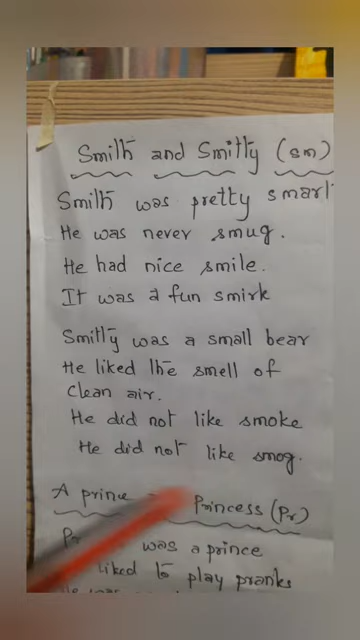 Smith and Smitty (sm)
Smith was pretty smart
He was never smug.
He had nice smile.
It was a fun smirk
Smitty was a small bear
He liked the smell of
clean air.
He did not like smoke
He did not like smog.
A prince Princess (Pr)
was a prince
liked to play pranks
He was